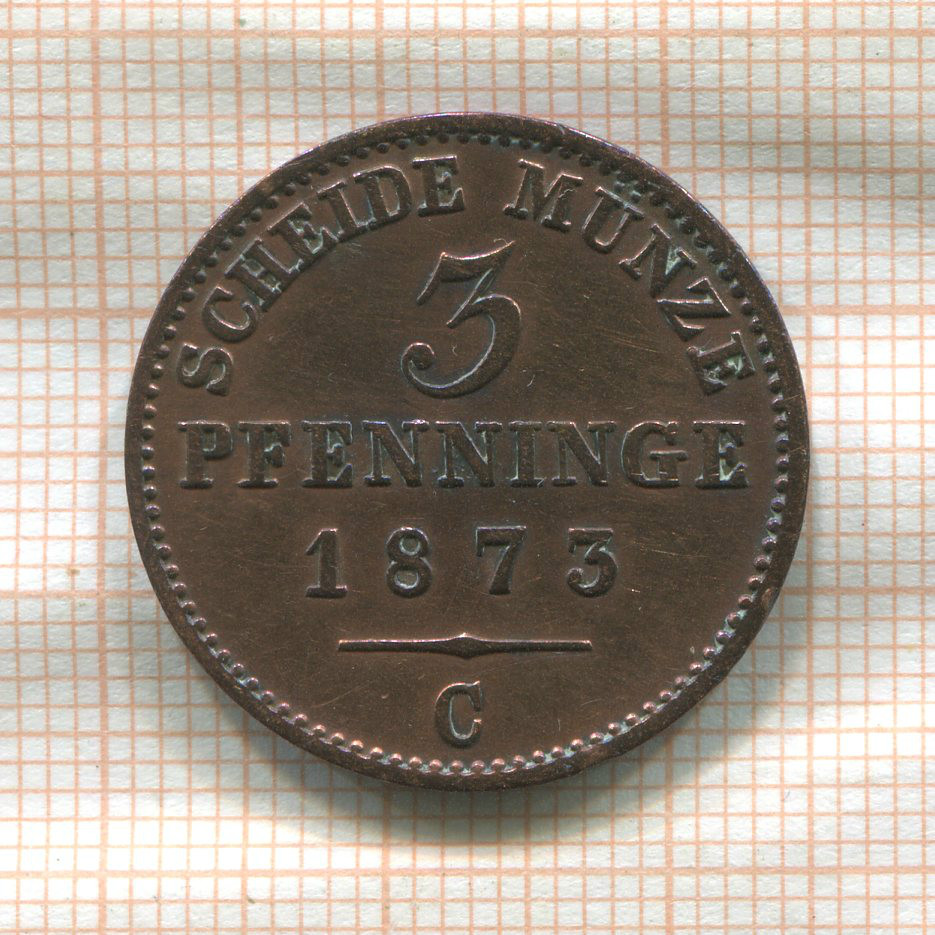 SCHEIDE MÜNZE
3
PFENNINGE
1873
C